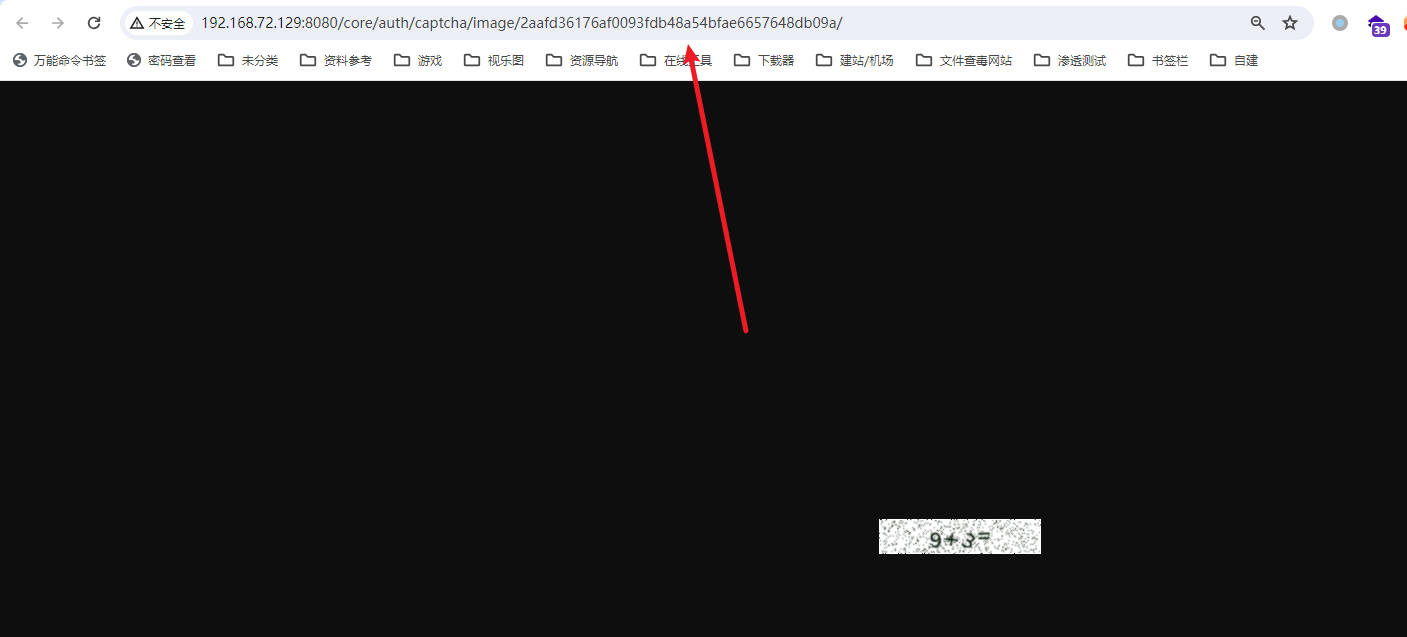 不安全 192.168.72.129:8080/core/auth/captcha/image/2aafd36176af0093fdb48a54bfae6657648db09a/
39
万能命令书签 密码查看 未分类 资料参考 游戏 视乐图 资源导航 在线工具 下载器 建站/机场 文件查毒网站 渗透测试 书签栏 自建
9+3=